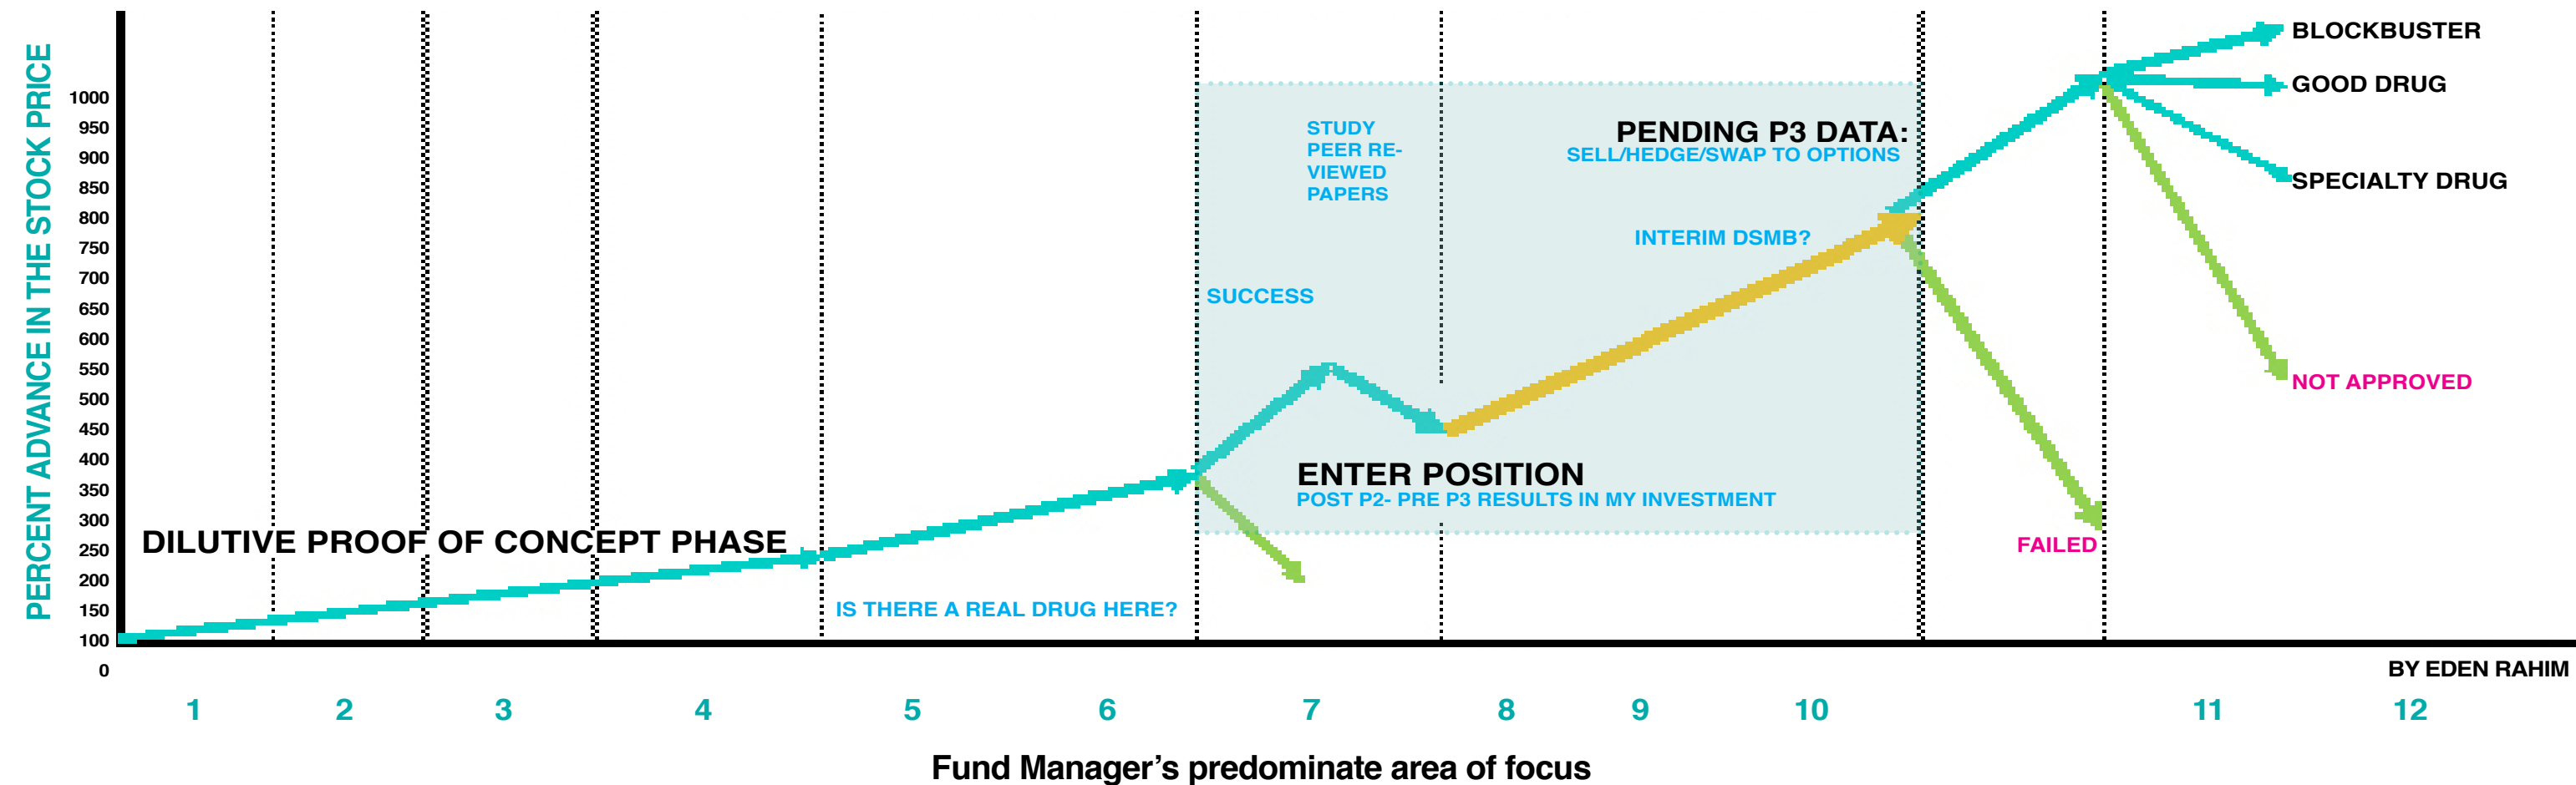 PERCENT ADVANCE IN THE STOCK PRICE
1000
950
900
850
800
750
700
650
600
550
500
450
400
350
300
250
200
150
100
0
DILUTIVE PROOF OF CONCEPT PHASE
IS THERE A REAL DRUG HERE?
SUCCESS
STUDY
PEER RE-
VIEWED
PAPERS
PENDING P3 DATA:
SELL/HEDGE/SWAP TO OPTIONS
INTERIM DSMB?
ENTER POSITION
POST P2- PRE P3 RESULTS IN MY INVESTMENT
BLOCKBUSTER
GOOD DRUG
SPECIALTY DRUG
NOT APPROVED
FAILED
BY EDEN RAHIM
1 2 3 4 5 6 7 8 9 10 11 12
Fund Manager’s predominate area of focus